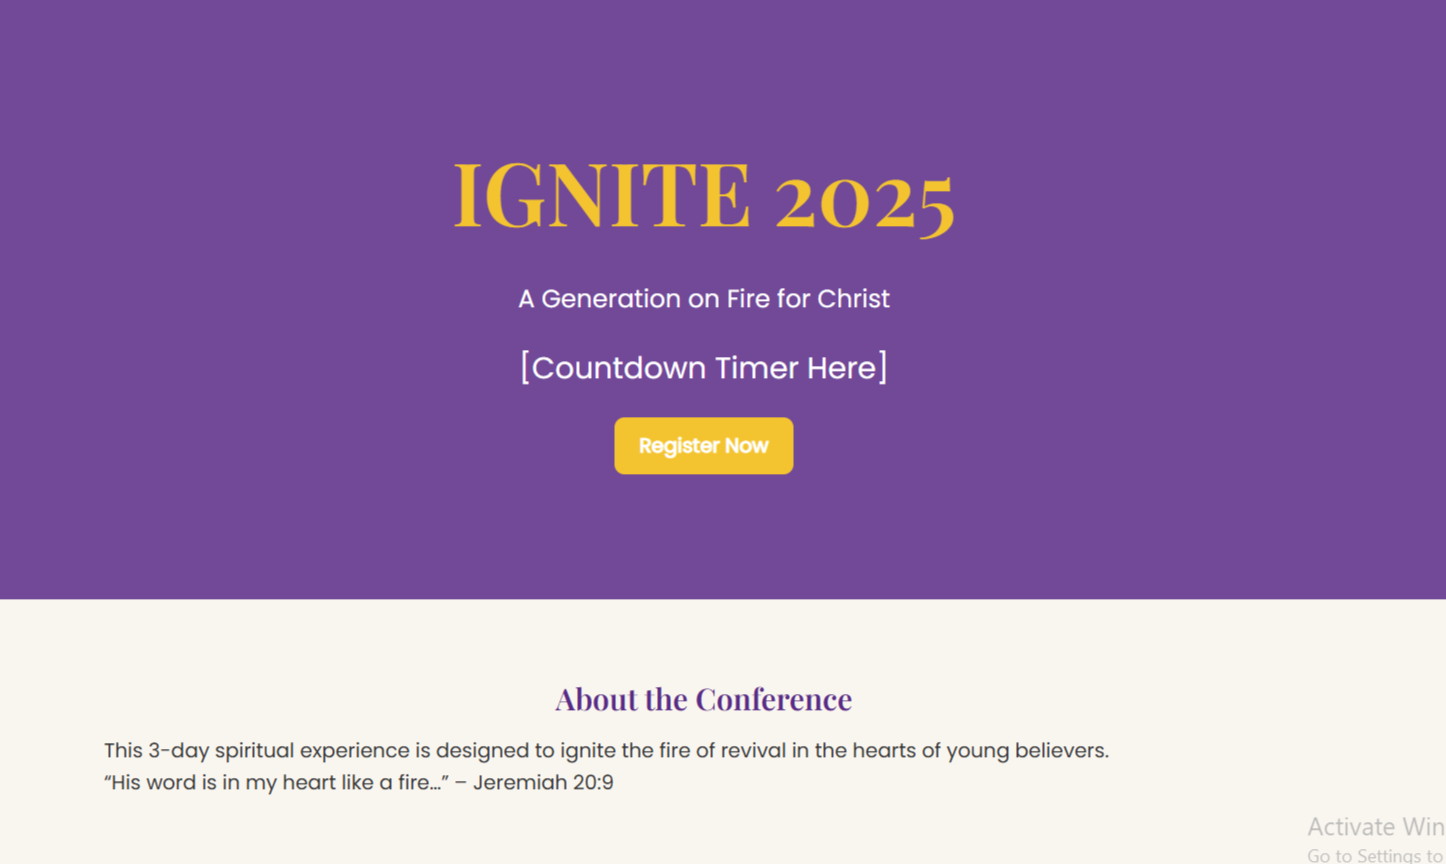 IGNITE 2025
A Generation on Fire for Christ
[Countdown Timer Here]
Register Now
About the Conference
This 3-day spiritual experience is designed to ignite the fire of revival in the hearts of young believers.
“His word is in my heart like a fire...” – Jeremiah 20:9
Activate Win
Go to Settings to